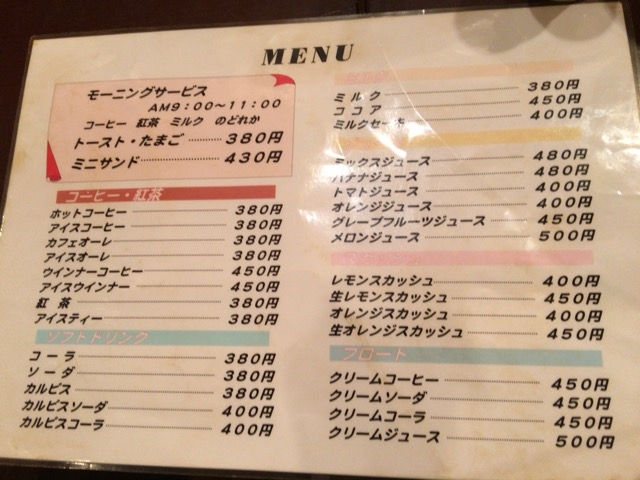 MENU
モーニングサービス
AM9:00〜11:00
コーヒー 紅茶 ミルク のどれか
トースト・たまご 380円
ミニサンド 430円
コーヒー・紅茶
ホットコーヒー 380円
アイスコーヒー 380円
カフェオーレ 380円
アイスオーレ 380円
ウインナーコーヒー 450円
アイスウインナー 450円
紅茶 380円
アイスティー 380円
ソフトドリンク
コーラ 380円
ソーダ 380円
カルピス 380円
カルピスソーダ 400円
カルピスコーラ 400円
ミルク 380円
ココア 450円
ミルクセーキ 400円
ミックスジュース 480円
バナナジュース 480円
トマトジュース 400円
オレンジジュース 400円
グレープフルーツジュース 450円
メロンジュース 500円
レモンスカッシュ 400円
生レモンスカッシュ 450円
オレンジスカッシュ 400円
生オレンジスカッシュ 450円
フロート
クリームコーヒー 450円
クリームソーダ 450円
クリームコーラ 450円
クリームジュース 500円